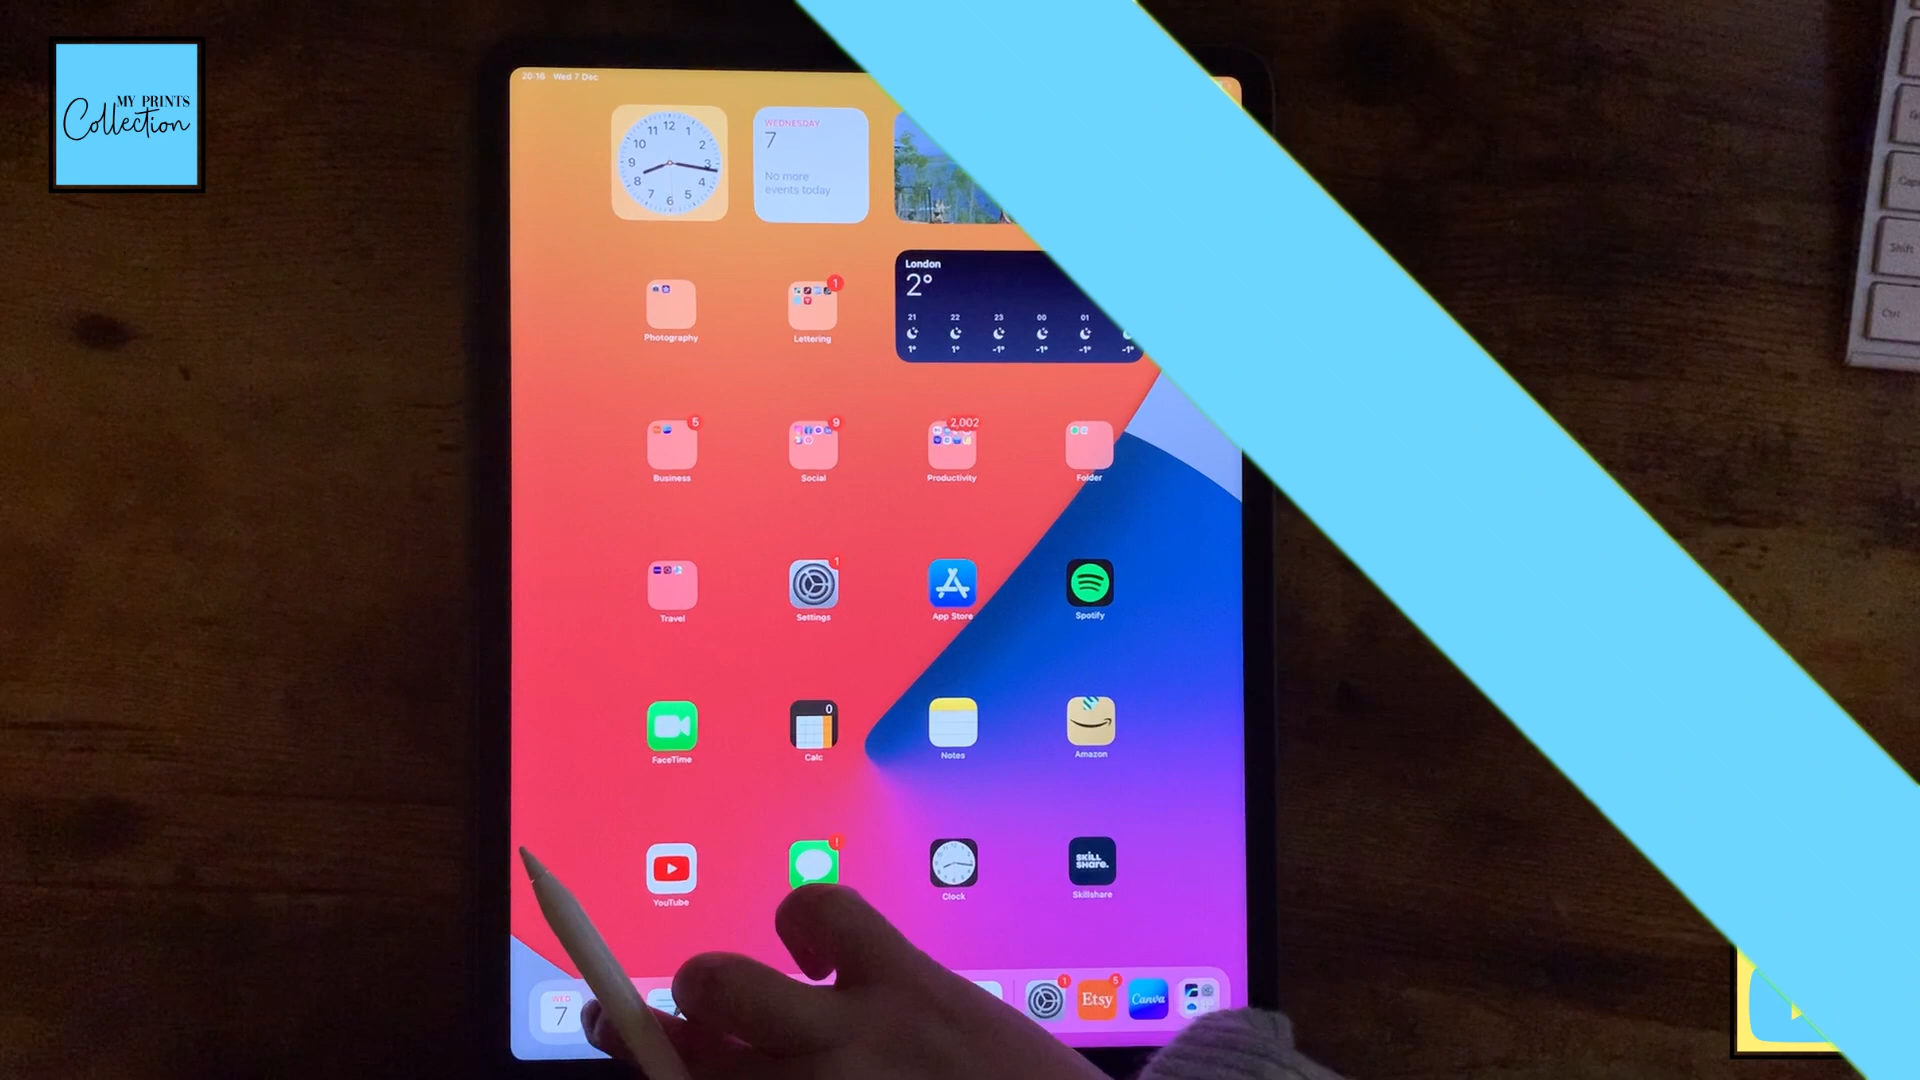 MY PRINTS
Collection
20:16 Wed 7 Dec
12
11 1
10 2
9 3
8 4
7 5
6
WEDNESDAY
7
No more
events today
London
2°
21 22 23 00 01
1° 1° -1° -1° -1° -1°
Photography
1
Lettering
5
Business
9
Social
2,002
Productivity
Folder
Travel
1
Settings
App Store
Spotify
FaceTime
0
Calc
Notes
Amazon
YouTube
!
Clock
SKILL
SHARE.
Skillshare
WED
7
1
5
Etsy
Canva
Shift
Ctrl